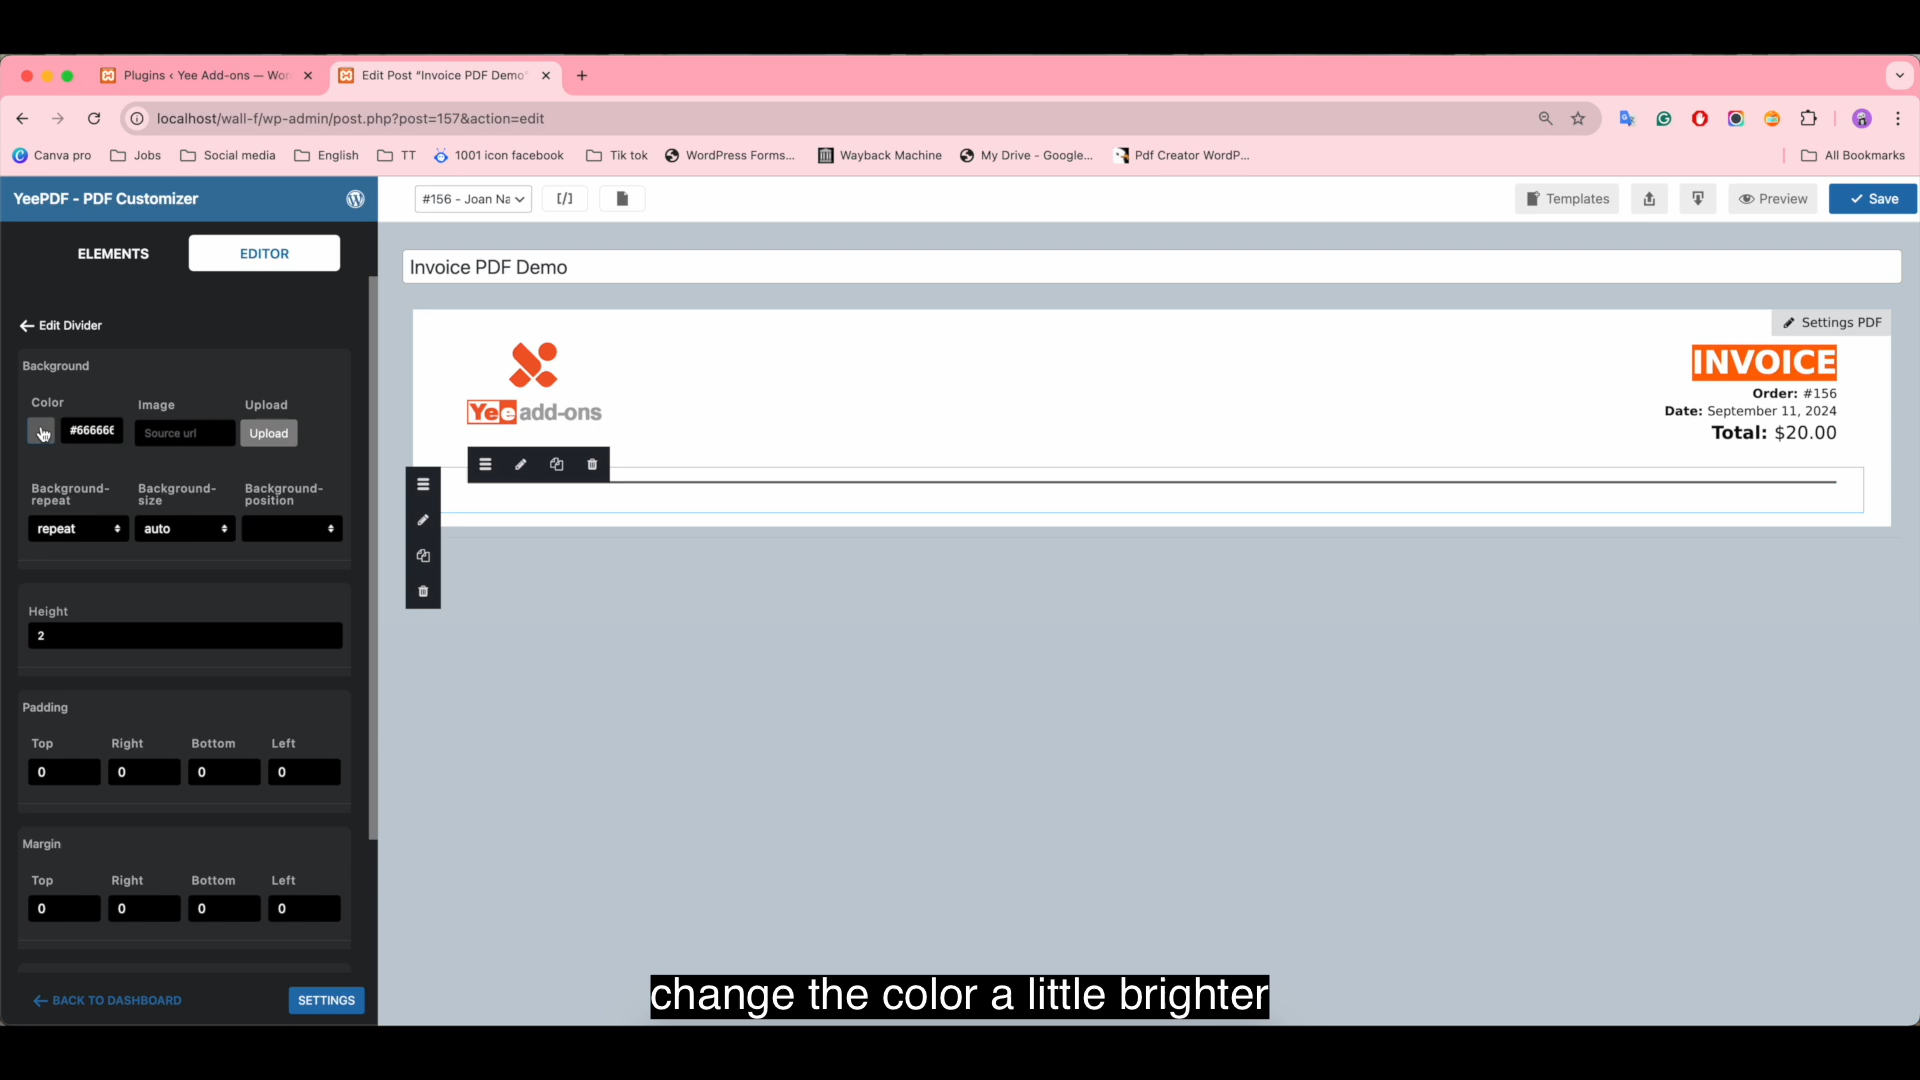 Plugins ‹ Yee Add-ons — Wor
Edit Post “Invoice PDF Demo”
localhost/wall-f/wp-admin/post.php?post=157&action=edit
Canva pro
Jobs
Social media
English
TT
1001 icon facebook
Tik tok
WordPress Forms...
Wayback Machine
My Drive - Google...
Pdf Creator WordP...
All Bookmarks
YeePDF - PDF Customizer
#156 - Joan Na
[/]
Templates
Preview
Save
ELEMENTS
EDITOR
Invoice PDF Demo
Edit Divider
Settings PDF
Background
Color
Image
Upload
#666666
Source url
Upload
Background-repeat
Background-size
Background-position
repeat
auto
Height
2
Padding
Top Right Bottom Left
0 0 0 0
Margin
Top Right Bottom Left
0 0 0 0
BACK TO DASHBOARD
SETTINGS
Yee add-ons
INVOICE
Order: #156
Date: September 11, 2024
Total: $20.00
change the color a little brighter